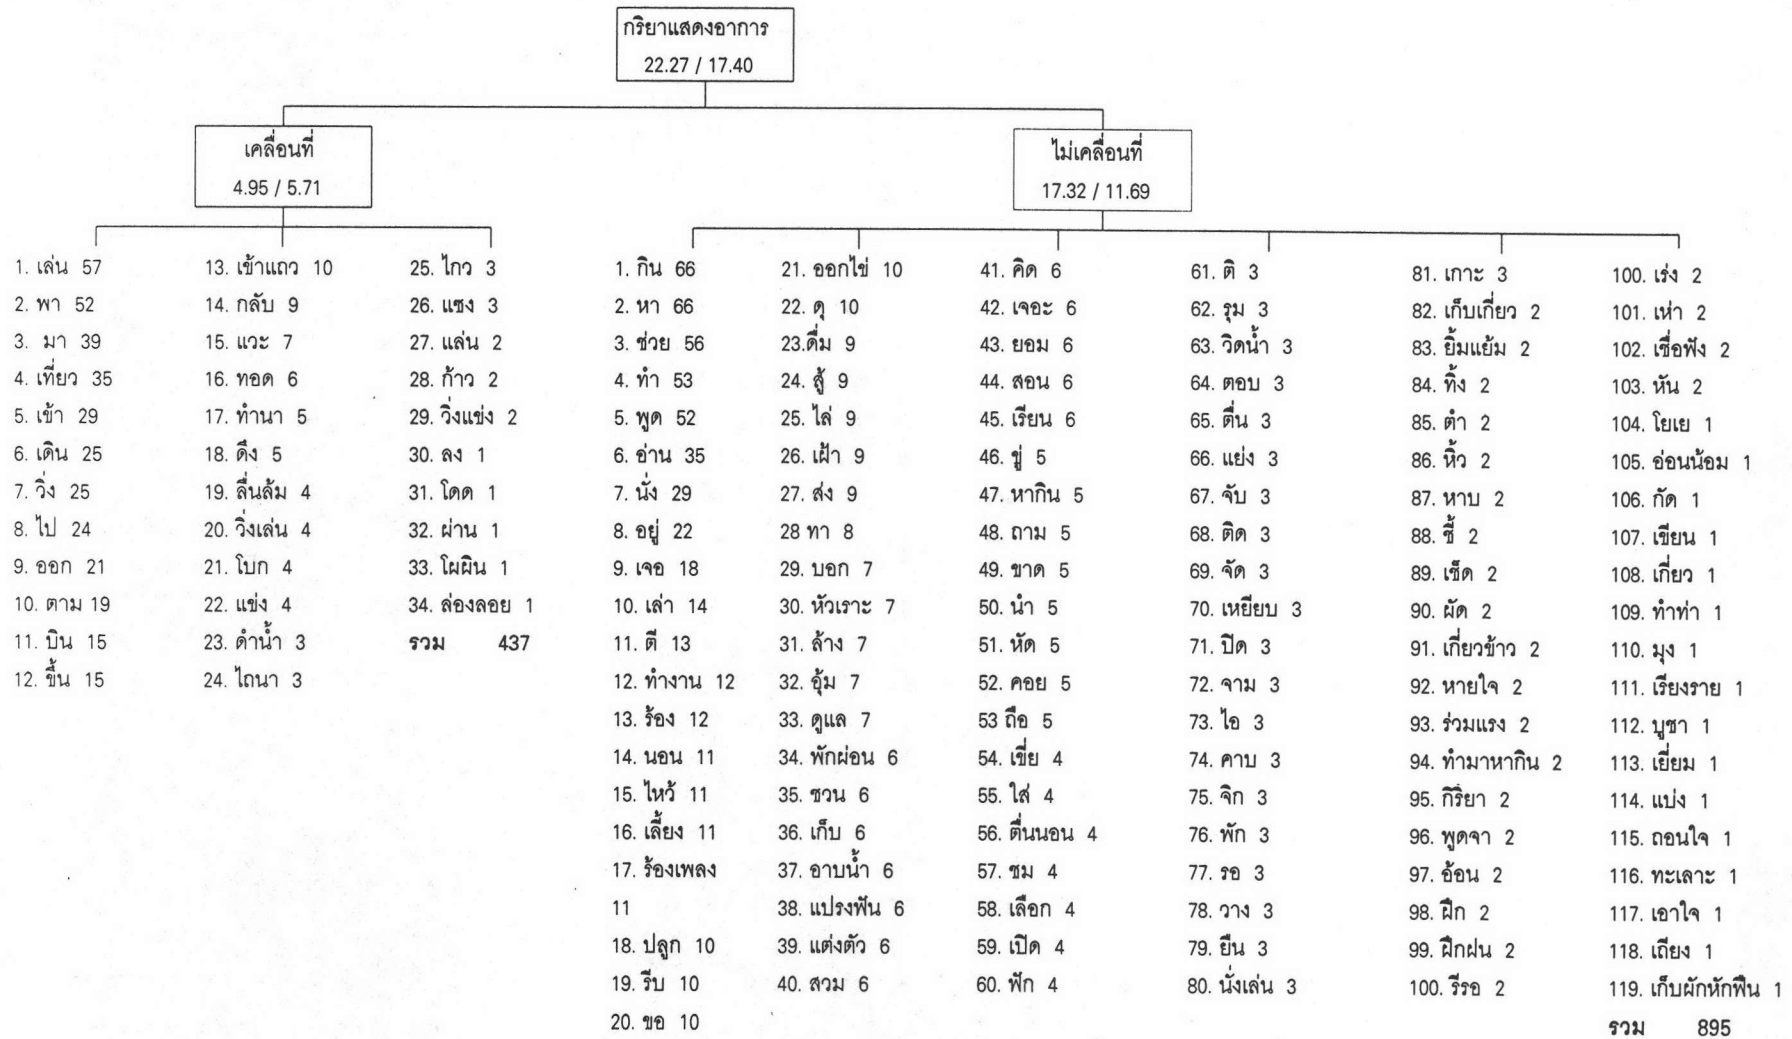 กริยาแสดงอาการ
22.27 / 17.40
เคลื่อนที่
4.95 / 5.71
ไม่เคลื่อนที่
17.32 / 11.69
1. เล่น 57
2. พา 52
3. มา 39
4. เที่ยว 35
5. เข้า 29
6. เดิน 25
7. วิ่ง 25
8. ไป 24
9. ออก 21
10. ตาม 19
11. บิน 15
12. ขึ้น 15
13. เข้าแถว 10
14. กลับ 9
15. แวะ 7
16. ทอด 6
17. ทำนา 5
18. ดึง 5
19. ลื่นล้ม 4
20. วิ่งเล่น 4
21. โบก 4
22. แข่ง 4
23. ดำน้ำ 3
24. ไถนา 3
25. ไกว 3
26. แซง 3
27. แล่น 2
28. ก้าว 2
29. วิ่งแข่ง 2
30. ลง 1
31. โดด 1
32. ผ่าน 1
33. โผผิน 1
34. ล่องลอย 1
รวม 437
1. กิน 66
2. หา 66
3. ช่วย 56
4. ทำ 53
5. พูด 52
6. อ่าน 35
7. นั่ง 29
8. อยู่ 22
9. เจอ 18
10. เล่า 14
11. ตี 13
12. ทำงาน 12
13. ร้อง 12
14. นอน 11
15. ไหว้ 11
16. เลี้ยง 11
17. ร้องเพลง
11
18. ปลูก 10
19. รีบ 10
20. ขอ 10
21. ออกไข่ 10
22. ดุ 10
23.ดื่ม 9
24. สู้ 9
25. ไล่ 9
26. เฝ้า 9
27. ส่ง 9
28 ทา 8
29. บอก 7
30. หัวเราะ 7
31. ล้าง 7
32. อุ้ม 7
33. ดูแล 7
34. พักผ่อน 6
35. ชวน 6
36. เก็บ 6
37. อาบน้ำ 6
38. แปรงฟัน 6
39. แต่งตัว 6
40. สวม 6
41. คิด 6
42. เจอะ 6
43. ยอม 6
44. สอน 6
45. เรียน 6
46. ขู่ 5
47. หากิน 5
48. ถาม 5
49. ขาด 5
50. นำ 5
51. หัด 5
52. คอย 5
53 ถือ 5
54. เขี่ย 4
55. ใส่ 4
56. ตื่นนอน 4
57. ชม 4
58. เลือก 4
59. เปิด 4
60. ฟัก 4
61. ติ 3
62. รุม 3
63. วิดน้ำ 3
64. ตอบ 3
65. ตื่น 3
66. แย่ง 3
67. จับ 3
68. ติด 3
69. จัด 3
70. เหยียบ 3
71. ปิด 3
72. จาม 3
73. ไอ 3
74. คาบ 3
75. จิก 3
76. พัก 3
77. รอ 3
78. วาง 3
79. ยืน 3
80. นั่งเล่น 3
81. เกาะ 3
82. เก็บเกี่ยว 2
83. ยิ้มแย้ม 2
84. ทิ้ง 2
85. ตำ 2
86. หิ้ว 2
87. หาบ 2
88. ชี้ 2
89. เช็ด 2
90. ผัด 2
91. เกี่ยวข้าว 2
92. หายใจ 2
93. ร่วมแรง 2
94. ทำมาหากิน 2
95. กิริยา 2
96. พูดจา 2
97. อ้อน 2
98. ฝึก 2
99. ฝึกฝน 2
100. รีรอ 2
100. เร่ง 2
101. เห่า 2
102. เชื่อฟัง 2
103. หัน 2
104. โยเย 1
105. อ่อนน้อม 1
106. กัด 1
107. เขียน 1
108. เกี่ยว 1
109. ทำท่า 1
110. มุง 1
111. เรียงราย 1
112. บูชา 1
113. เยี่ยม 1
114. แบ่ง 1
115. ถอนใจ 1
116. ทะเลาะ 1
117. เอาใจ 1
118. เถียง 1
119. เก็บผักหักฟืน 1
รวม 895